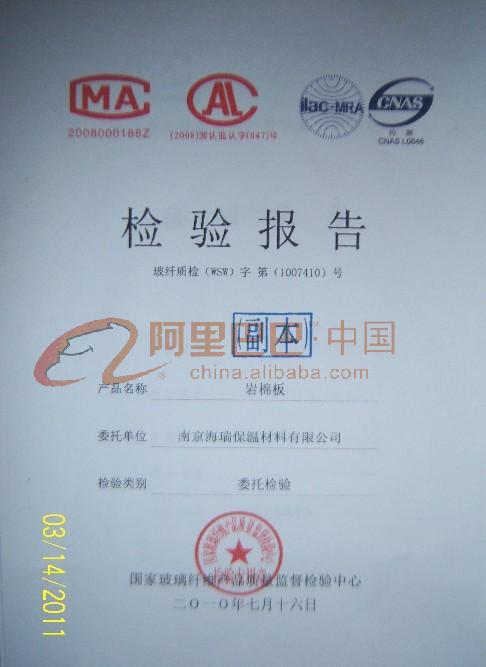 MA
2008000188Z
CAL
(2008)国认监认字(047)号
ilac-MRA
CNAS
检测
CNAS L0846
检验报告
玻纤质检(WSW)字 第(1007410)号
阿里巴巴™·中国
副本
china.alibaba.com
产品名称 岩棉板
委托单位 南京海瑞保温材料有限公司
检验类别 委托检验
国家玻璃纤维产品质量监督检验中心
二〇一〇年七月十六日
03/14/2011